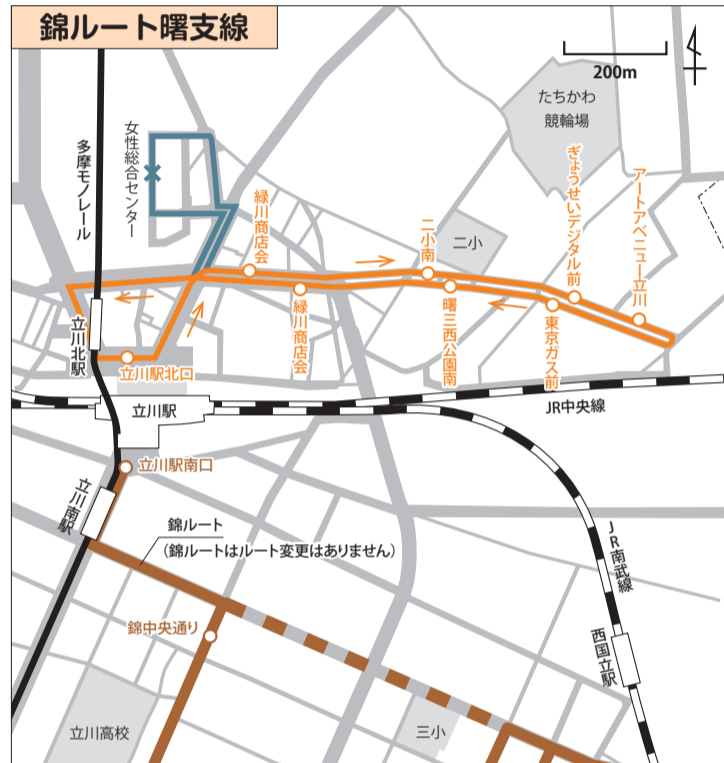 錦ルート曙支線
200m
たちかわ
競輪場
女性総合センター
多摩モノレール
緑川商店会
二小南
二小
ぎょうせいデジタル前
アートアベニュー立川
緑川商店会
曙三西公園南
東京ガス前
立川北駅
立川駅北口
立川駅
JR中央線
立川駅南口
立川南駅
錦ルート
(錦ルートはルート変更はありません)
JR南武線
錦中央通り
西国立駅
立川高校
三小